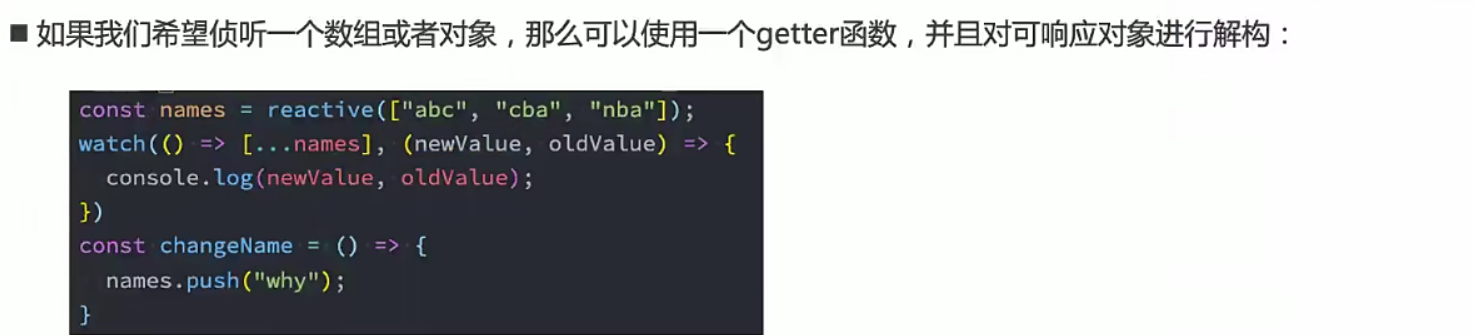 ■ 如果我们希望侦听一个数组或者对象，那么可以使用一个getter函数，并且对可响应对象进行解构：
const names = reactive(["abc", "cba", "nba"]);
watch(() => [...names], (newValue, oldValue) => {
  console.log(newValue, oldValue);
})
const changeName = () => {
  names.push("why");
}